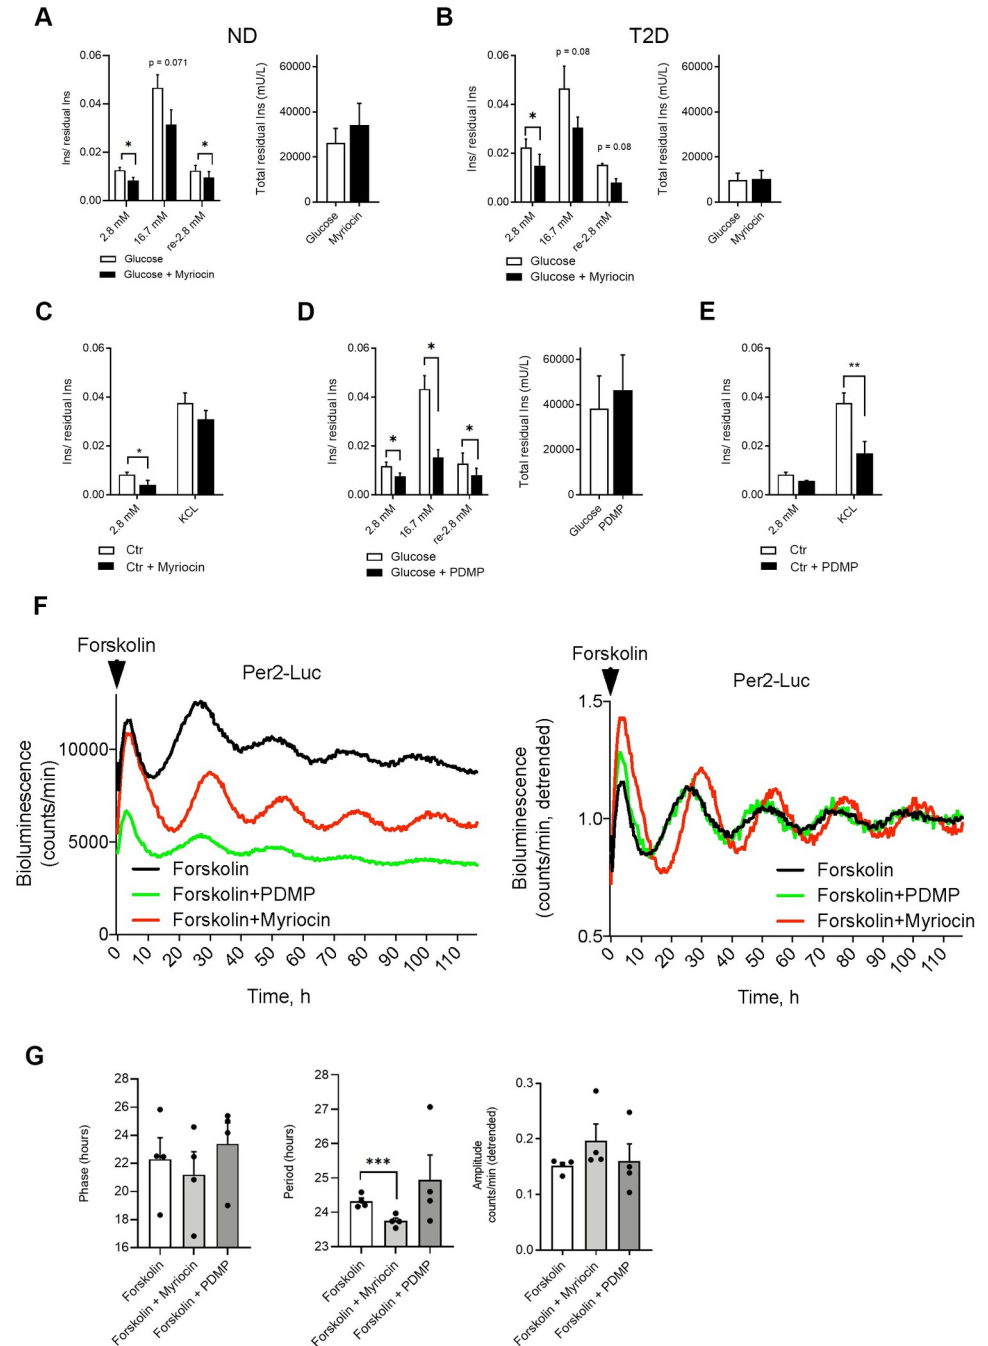 A
ND
0.06
0.04
0.02
0.00
Ins/ residual Ins
p = 0.071
*
*
2.8 mM
16.7 mM
re-2.8 mM
Glucose
Glucose + Myriocin
60000
40000
20000
0
Total residual Ins (mU/L)
Glucose
Myriocin
B
T2D
0.06
0.04
0.02
0.00
Ins/ residual Ins
p = 0.08
*
p = 0.08
2.8 mM
16.7 mM
re-2.8 mM
Glucose
Glucose + Myriocin
60000
40000
20000
0
Total residual Ins (mU/L)
Glucose
Myriocin
C
0.06
0.04
0.02
0.00
Ins/ residual Ins
*
2.8 mM
KCL
Ctr
Ctr + Myriocin
D
0.06
0.04
0.02
0.00
Ins/ residual Ins
*
*
*
2.8 mM
16.7 mM
re-2.8 mM
Glucose
Glucose + PDMP
60000
40000
20000
0
Total residual Ins (mU/L)
Glucose
PDMP
E
0.06
0.04
0.02
0.00
Ins/ residual Ins
**
2.8 mM
KCL
Ctr
Ctr + PDMP
F
Forskolin
Per2-Luc
10000
5000
0
Bioluminescence
(counts/min)
Forskolin
Forskolin+PDMP
Forskolin+Myriocin
0 10 20 30 40 50 60 70 80 90 100 110
Time, h
Forskolin
Per2-Luc
1.5
1.0
0.5
Bioluminescence
(counts/min, detrended)
Forskolin
Forskolin+PDMP
Forskolin+Myriocin
0 10 20 30 40 50 60 70 80 90 100 110
Time, h
G
28
26
24
22
20
18
16
Phase (hours)
Forskolin
Forskolin + Myriocin
Forskolin + PDMP
28
27
26
25
24
23
Period (hours)
***
Forskolin
Forskolin + Myriocin
Forskolin + PDMP
0.3
0.2
0.1
0.0
Amplitude
counts/min (detrended)
Forskolin
Forskolin + Myriocin
Forskolin + PDMP